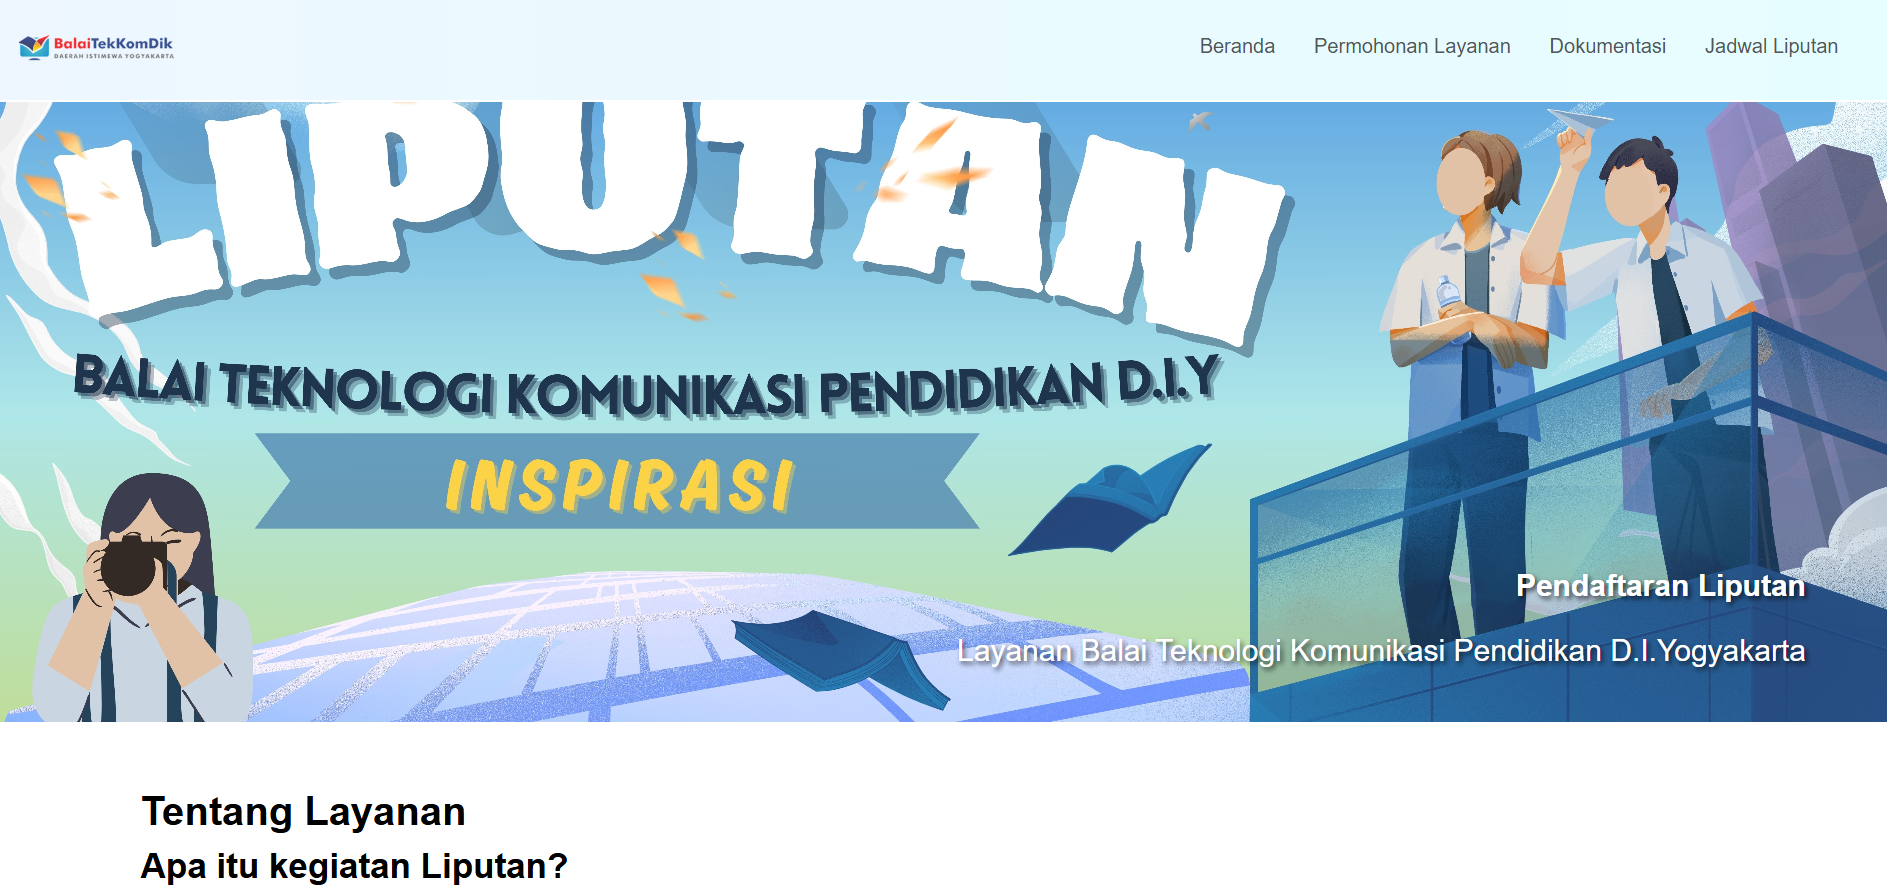 BalaiTekKomDik
DAERAH ISTIMEWA YOGYAKARTA
Beranda
Permohonan Layanan
Dokumentasi
Jadwal Liputan
LIPUTAN
BALAI TEKNOLOGI KOMUNIKASI PENDIDIKAN D.I.Y
INSPIRASI
Pendaftaran Liputan
Layanan Balai Teknologi Komunikasi Pendidikan D.I.Yogyakarta
Tentang Layanan
Apa itu kegiatan Liputan?